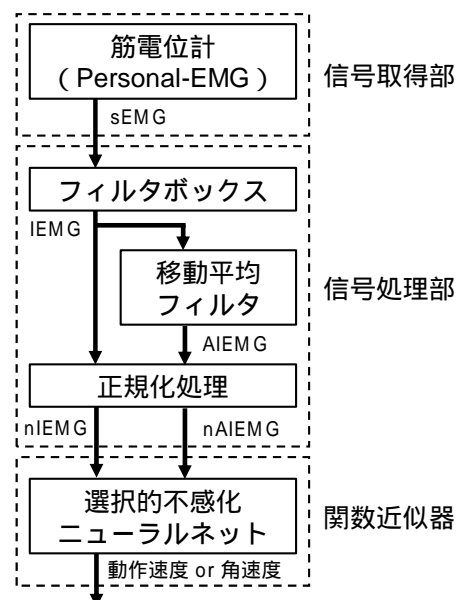 筋電位計
（Personal-EMG）
信号取得部
sEMG
フィルタボックス
IEMG
移動平均
フィルタ
信号処理部
AIEMG
正規化処理
nIEMG
nAIEMG
選択的不感化
ニューラルネット
関数近似器
動作速度 or 角速度